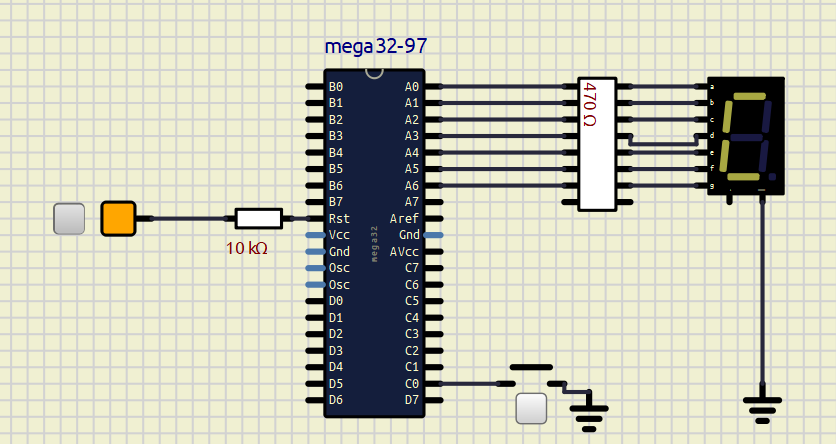 mega32-97
B0 A0
B1 A1
B2 A2
B3 A3
B4 A4
B5 A5
B6 A6
B7 A7
Rst Aref
Vcc Gnd
Gnd AVcc
Osc C7
Osc C6
D0 C5
D1 C4
D2 C3
D3 C2
D4 C1
D5 C0
D6 D7
mega32
10 kΩ
470 Ω
a
b
c
d
e
f
g